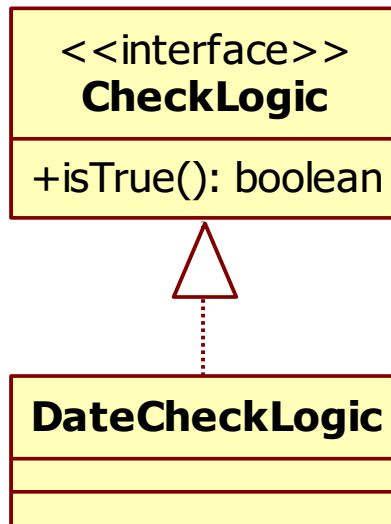 <<interface>>
CheckLogic
+isTrue(): boolean
DateCheckLogic